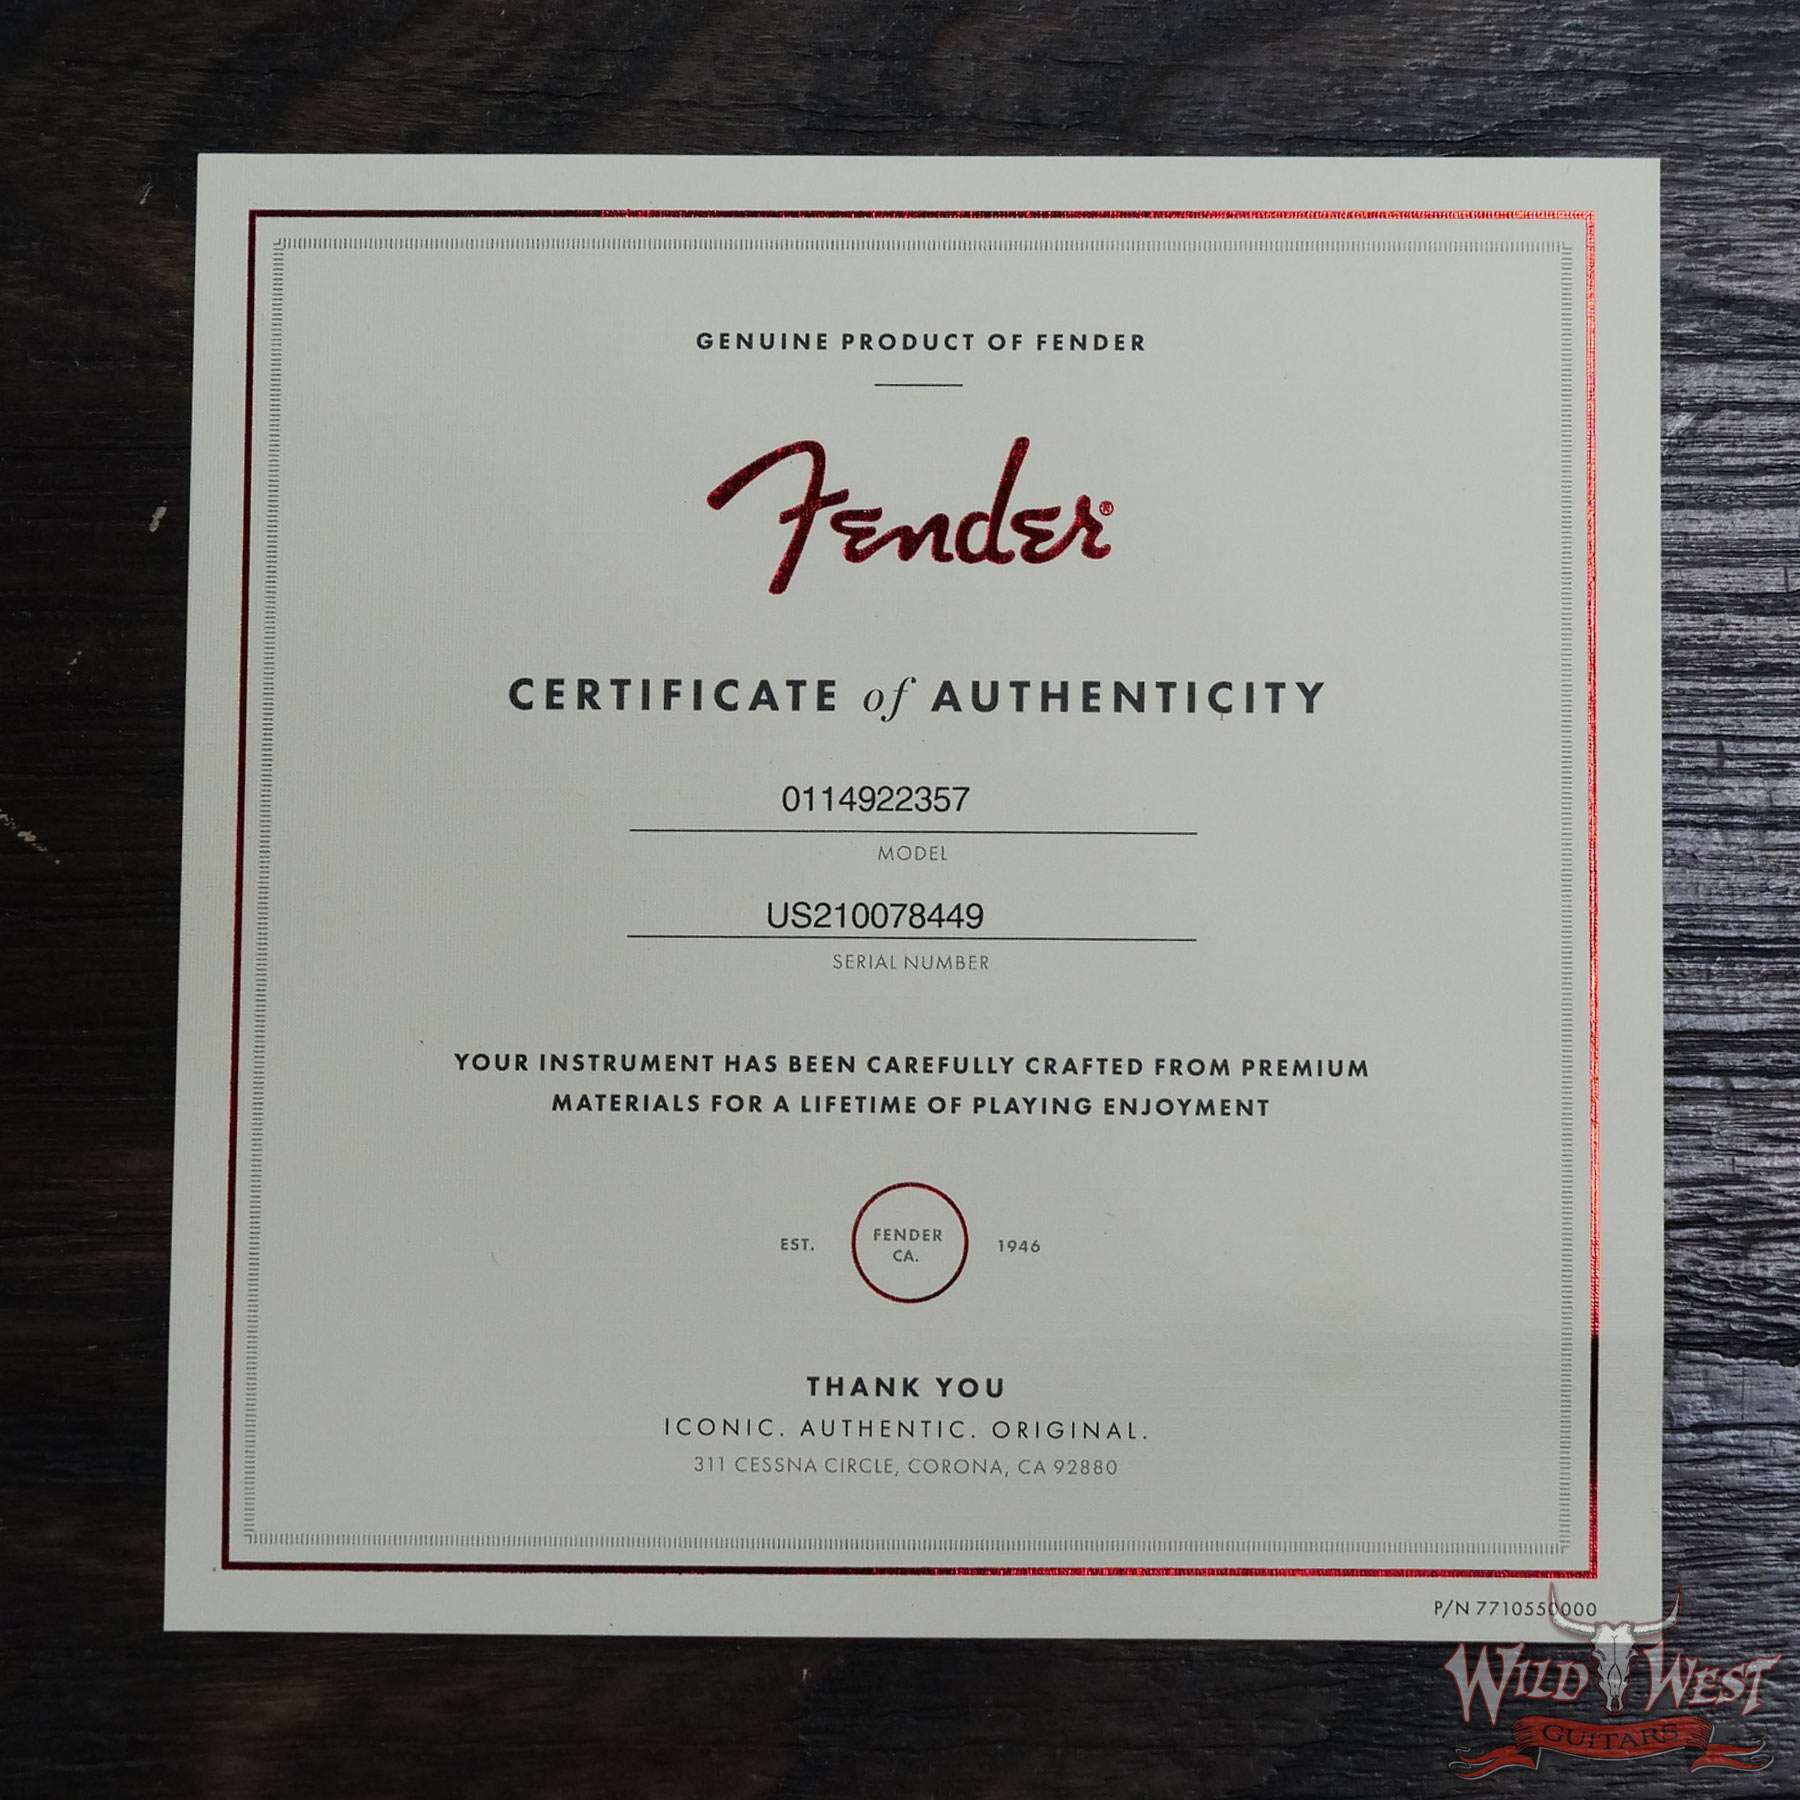 GENUINE PRODUCT OF FENDER
Fender®
CERTIFICATE of AUTHENTICITY
0114922357
MODEL
US210078449
SERIAL NUMBER
YOUR INSTRUMENT HAS BEEN CAREFULLY CRAFTED FROM PREMIUM
MATERIALS FOR A LIFETIME OF PLAYING ENJOYMENT
EST. FENDER CA. 1946
THANK YOU
ICONIC. AUTHENTIC. ORIGINAL.
311 CESSNA CIRCLE, CORONA, CA 92880
P/N 7710550000
WILD WEST
GUITARS